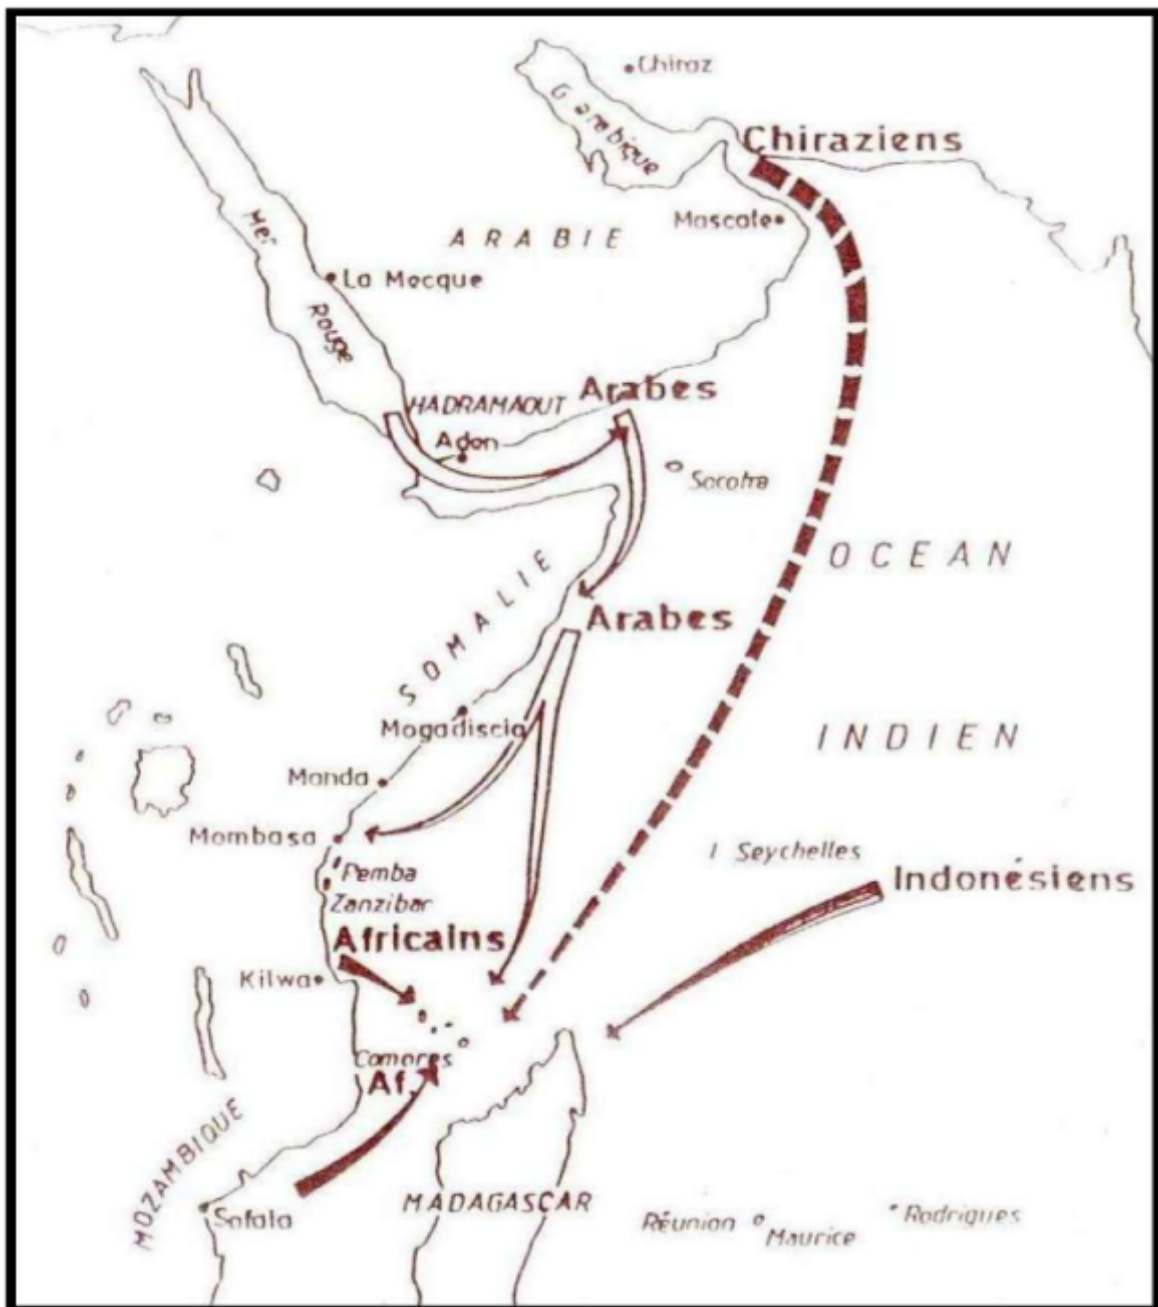 Chiraz
G arabique
Chiraziens
Mascate
ARABIE
Mer
Rouge
La Mecque
HADRAMAOUT
Arabes
Aden
Socotra
OCEAN
SOMALIE
Arabes
Mogadiscio
INDIEN
Manda
Mombasa
I Seychelles
Pemba
Indonésiens
Zanzibar
Africains
Kilwa
Comores
Af.
MOZAMBIQUE
MADAGASCAR
Sofala
Réunion
Maurice
Rodrigues